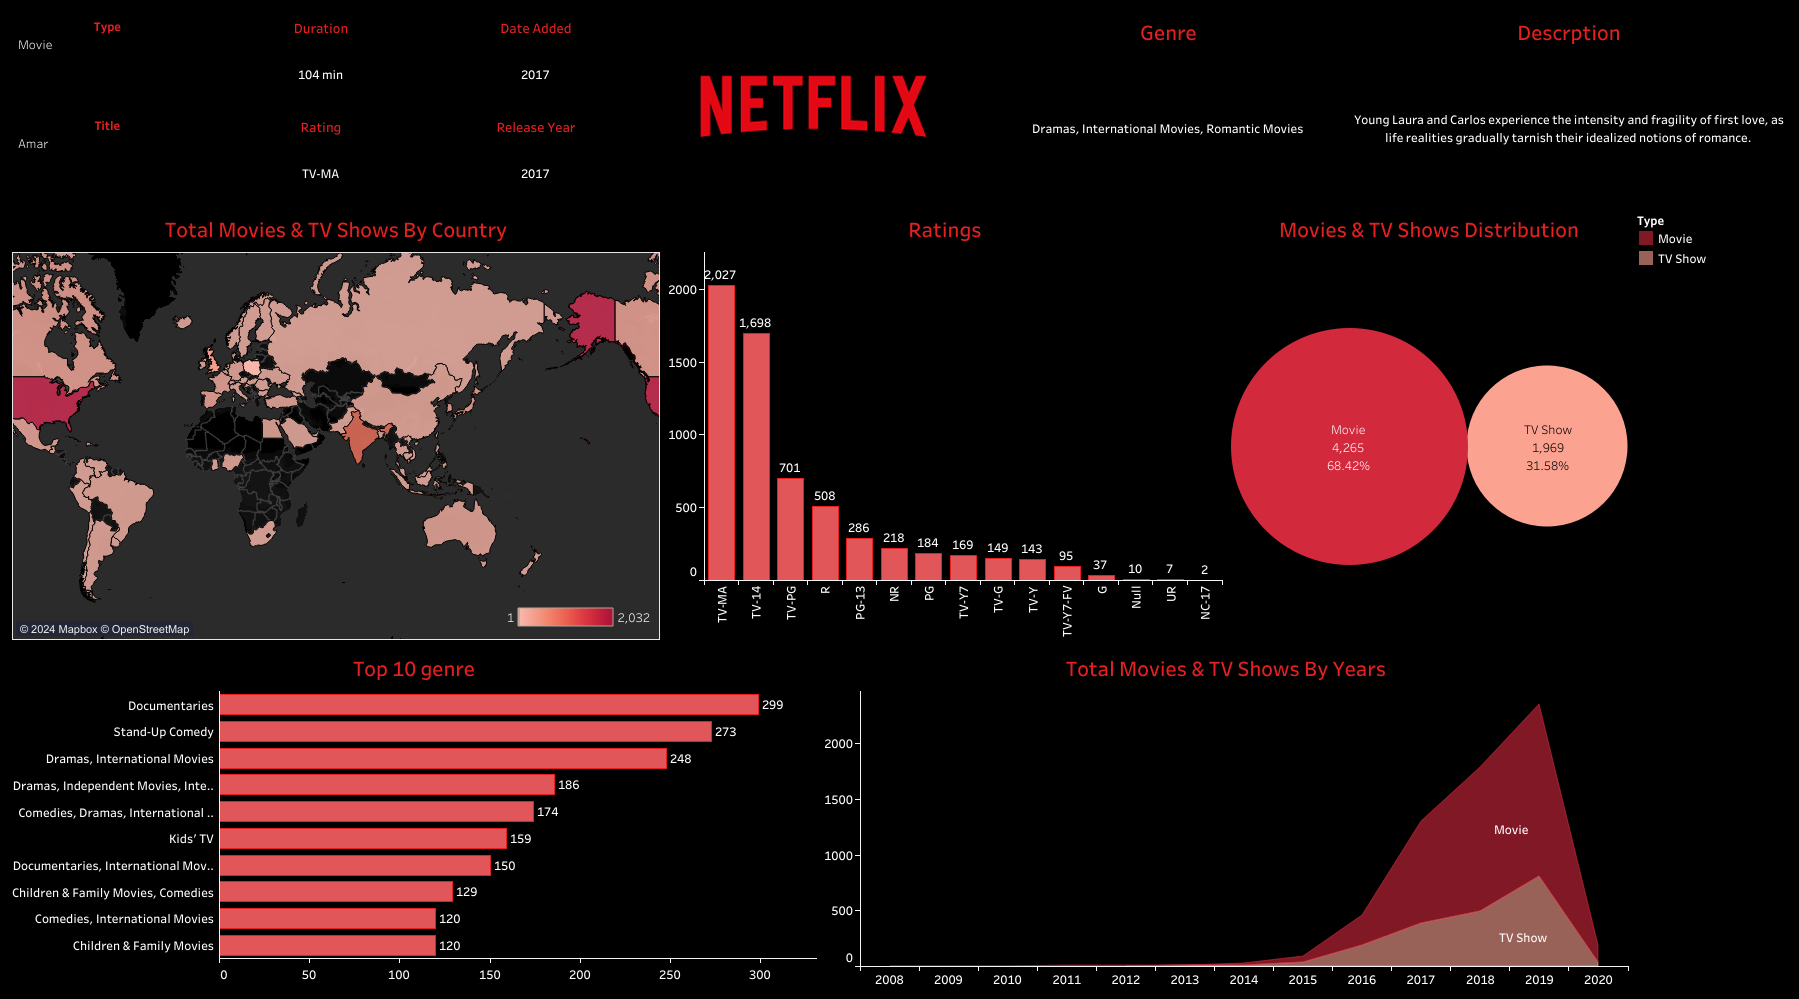 Type
Movie
Duration
104 min
Date Added
2017
Title
Amar
Rating
TV-MA
Release Year
2017
NETFLIX
Genre
Dramas, International Movies, Romantic Movies
Descrption
Young Laura and Carlos experience the intensity and fragility of first love, as
life realities gradually tarnish their idealized notions of romance.
Total Movies & TV Shows By Country
1
2,032
© 2024 Mapbox © OpenStreetMap
Ratings
2000
1500
1000
500
0
2,027
1,698
701
508
286
218
184
169
149
143
95
37
10
7
2
TV-MA
TV-14
TV-PG
R
PG-13
NR
PG
TV-Y7
TV-G
TV-Y
TV-Y7-FV
G
Null
UR
NC-17
Movies & TV Shows Distribution
Movie
4,265
68.42%
TV Show
1,969
31.58%
Type
Movie
TV Show
Top 10 genre
Documentaries 299
Stand-Up Comedy 273
Dramas, International Movies 248
Dramas, Independent Movies, Inte.. 186
Comedies, Dramas, International .. 174
Kids' TV 159
Documentaries, International Mov.. 150
Children & Family Movies, Comedies 129
Comedies, International Movies 120
Children & Family Movies 120
0 50 100 150 200 250 300
Total Movies & TV Shows By Years
2000
1500
1000
500
0
Movie
TV Show
2008 2009 2010 2011 2012 2013 2014 2015 2016 2017 2018 2019 2020